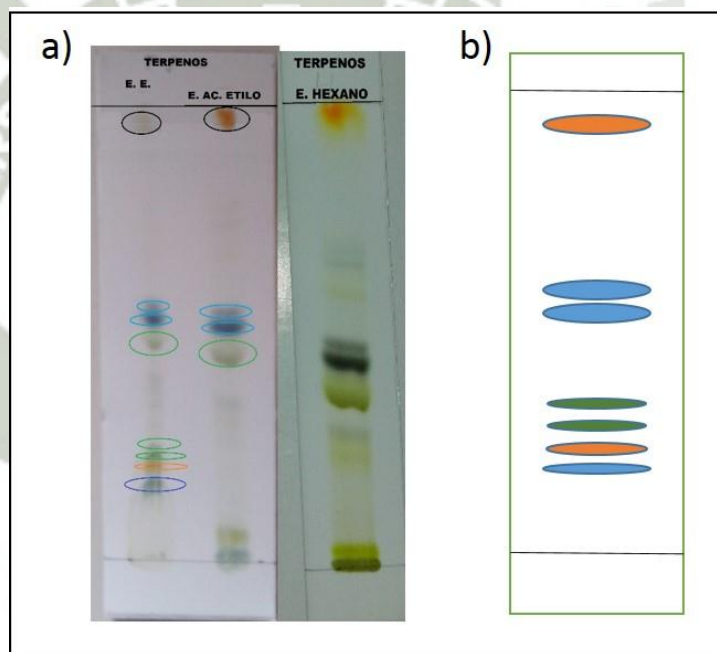 a)
TERPENOS
E. E.
E. AC. ETILO
TERPENOS
E. HEXANO
b)